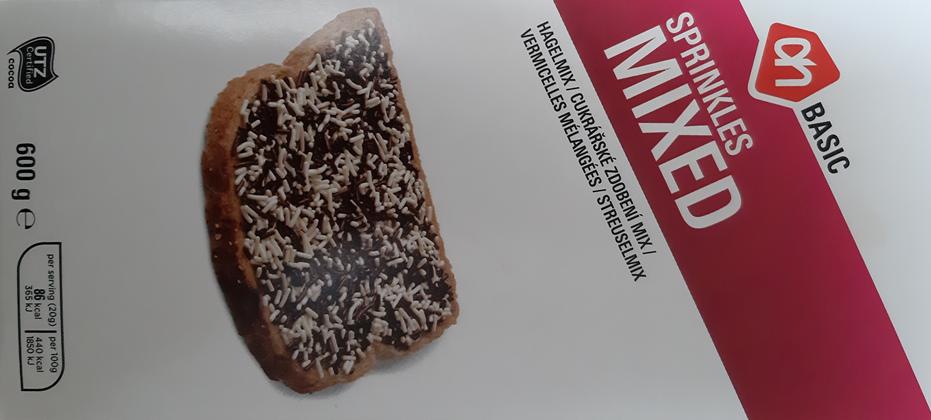 ah
BASIC
SPRINKLES
MIXED
HAGELMIX / CUKRÁŘSKÉ ZDOBENÍ MIX /
VERMICELLES MÉLANGÉES / STREUSELMIX
UTZ
Certified
cocoa
600 g ℮
per serving (20g)
86 kcal
365 kJ
per 100g
440 kcal
1850 kJ